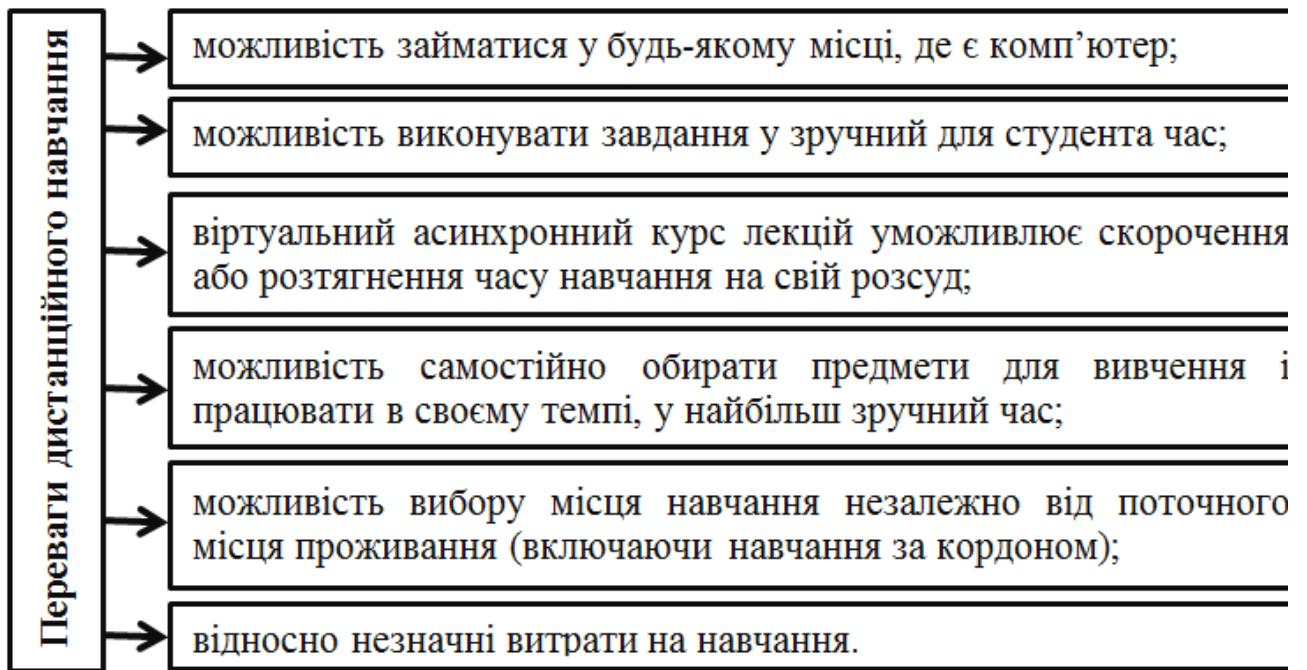 Переваги дистанційного навчання
можливість займатися у будь-якому місці, де є комп’ютер;
можливість виконувати завдання у зручний для студента час;
віртуальний асинхронний курс лекцій уможливлює скорочення
або розтягнення часу навчання на свій розсуд;
можливість самостійно обирати предмети для вивчення і
працювати в своєму темпі, у найбільш зручний час;
можливість вибору місця навчання незалежно від поточного
місця проживання (включаючи навчання за кордоном);
відносно незначні витрати на навчання.